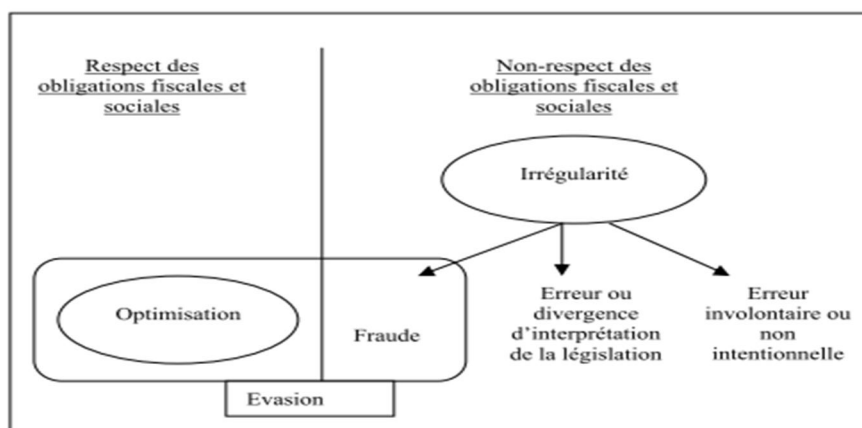 Respect des
obligations fiscales et
sociales
Non-respect des
obligations fiscales et
sociales
Irrégularité
Optimisation
Fraude
Erreur ou
divergence
d'interprétation
de la législation
Erreur
involontaire ou
non
intentionnelle
Evasion